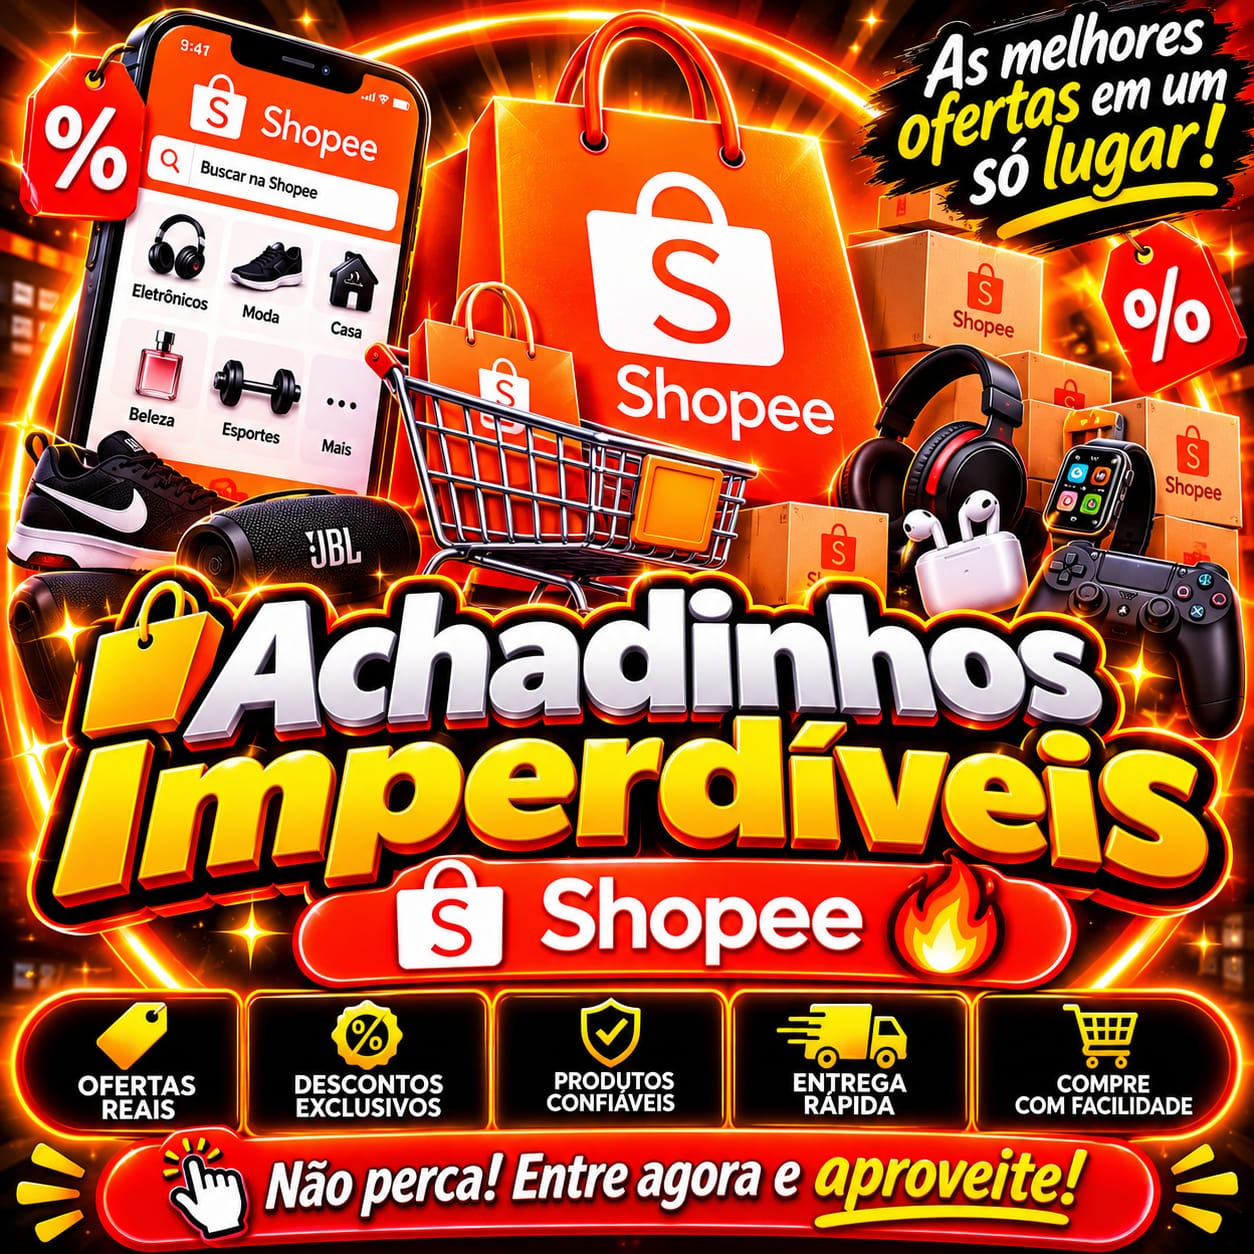 9:41
S Shopee
Buscar na Shopee
Eletrônicos
Moda
Casa
Beleza
Esportes
Mais
%
S
Shopee
S
As melhores
ofertas em um
só lugar!
%
S
Shopee
S
Shopee
S
JBL
Achadinhos
Imperdíveis
S Shopee
OFERTAS
REAIS
DESCONTOS
EXCLUSIVOS
%
PRODUTOS
CONFIÁVEIS
ENTREGA
RÁPIDA
COMPRE
COM FACILIDADE
Não perca! Entre agora e aproveite!